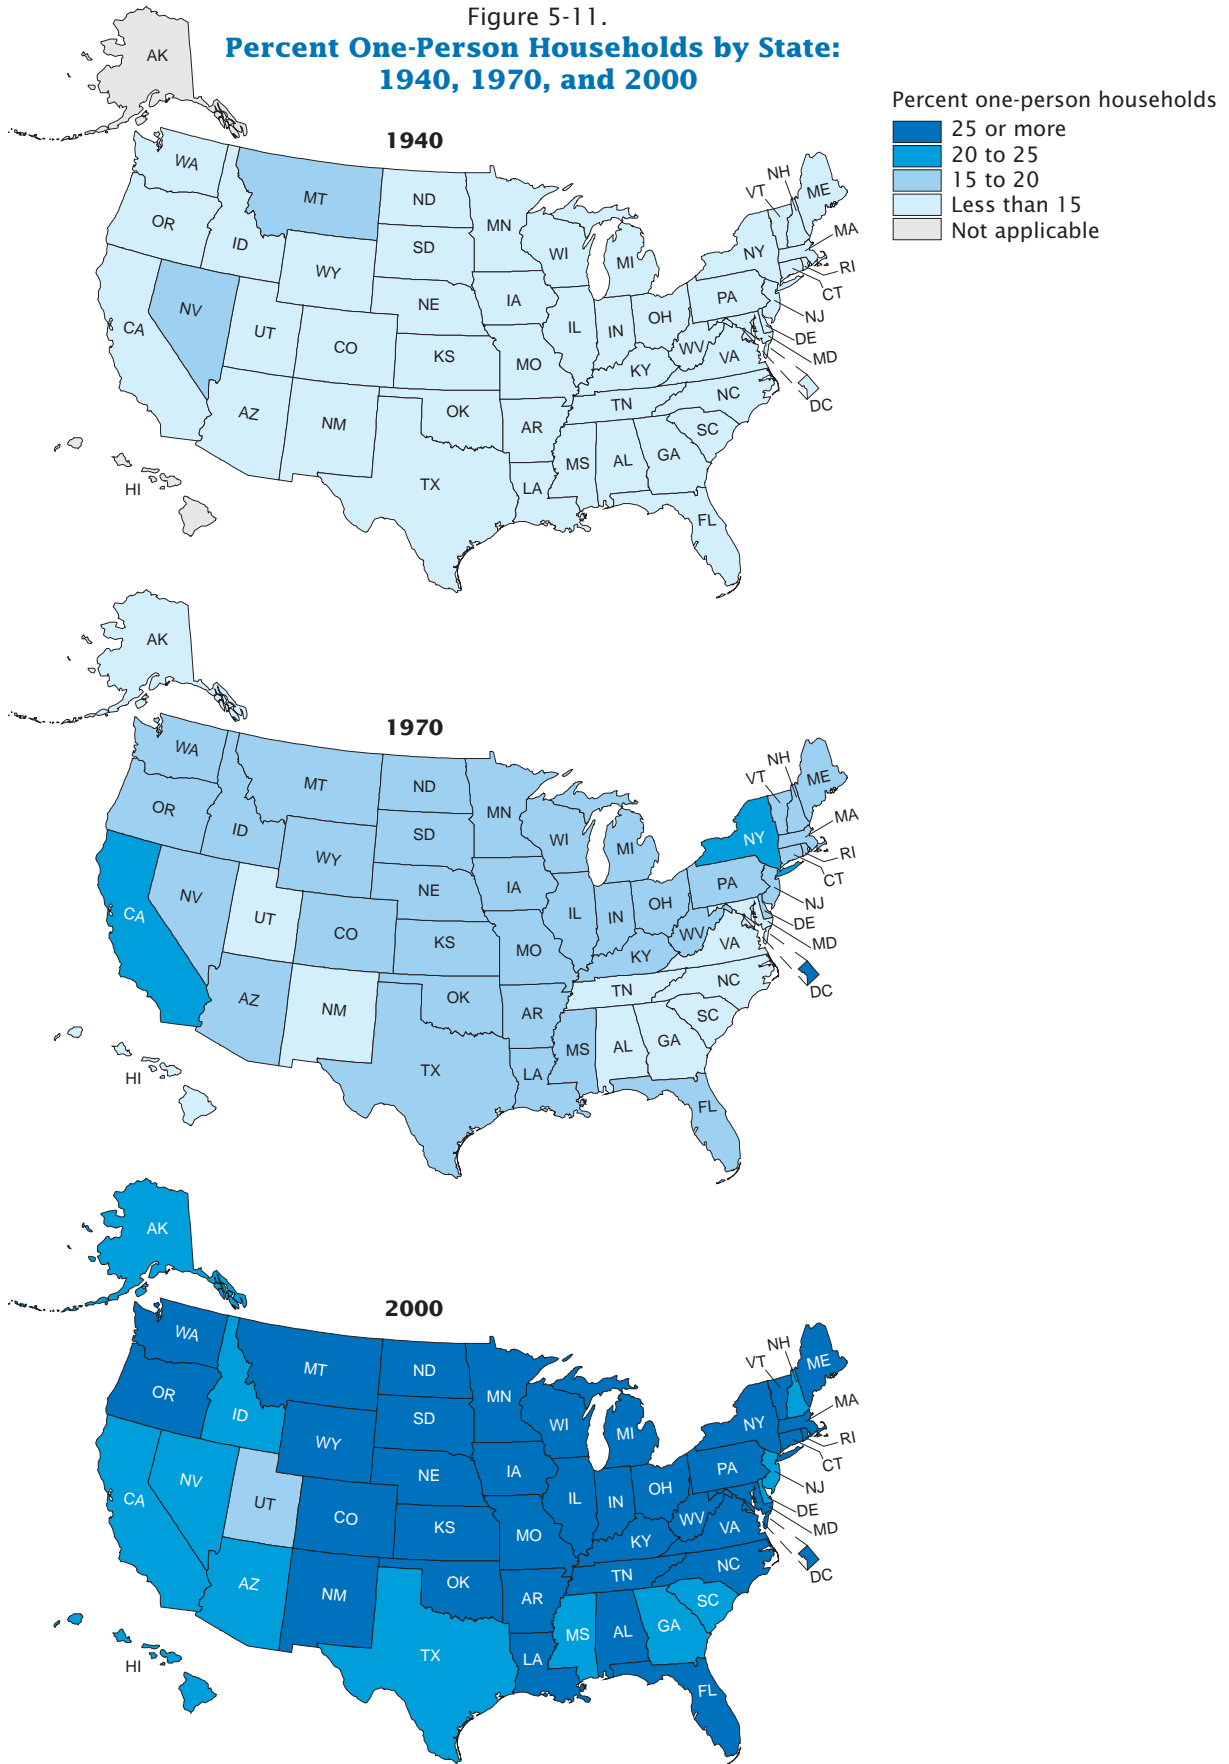 Figure 5-11.
Percent One-Person Households by State:
1940, 1970, and 2000
Percent one-person households
25 or more
20 to 25
15 to 20
Less than 15
Not applicable
1940
AK
WA
MT
ND
MN
OR
ID
SD
WY
WI
MI
NY
VT
NH
ME
MA
RI
CT
NJ
DE
MD
DC
NV
CA
UT
CO
NE
KS
IA
MO
IL
IN
OH
PA
WV
VA
KY
TN
NC
SC
AZ
NM
OK
AR
TX
LA
MS
AL
GA
FL
HI
1970
AK
WA
MT
ND
MN
OR
ID
SD
WY
WI
MI
NY
VT
NH
ME
MA
RI
CT
NJ
DE
MD
DC
NV
CA
UT
CO
NE
KS
IA
MO
IL
IN
OH
PA
WV
VA
KY
TN
NC
SC
AZ
NM
OK
AR
TX
LA
MS
AL
GA
FL
HI
2000
AK
WA
MT
ND
MN
OR
ID
SD
WY
WI
MI
NY
VT
NH
ME
MA
RI
CT
NJ
DE
MD
DC
NV
CA
UT
CO
NE
KS
IA
MO
IL
IN
OH
PA
WV
VA
KY
TN
NC
SC
AZ
NM
OK
AR
TX
LA
MS
AL
GA
FL
HI